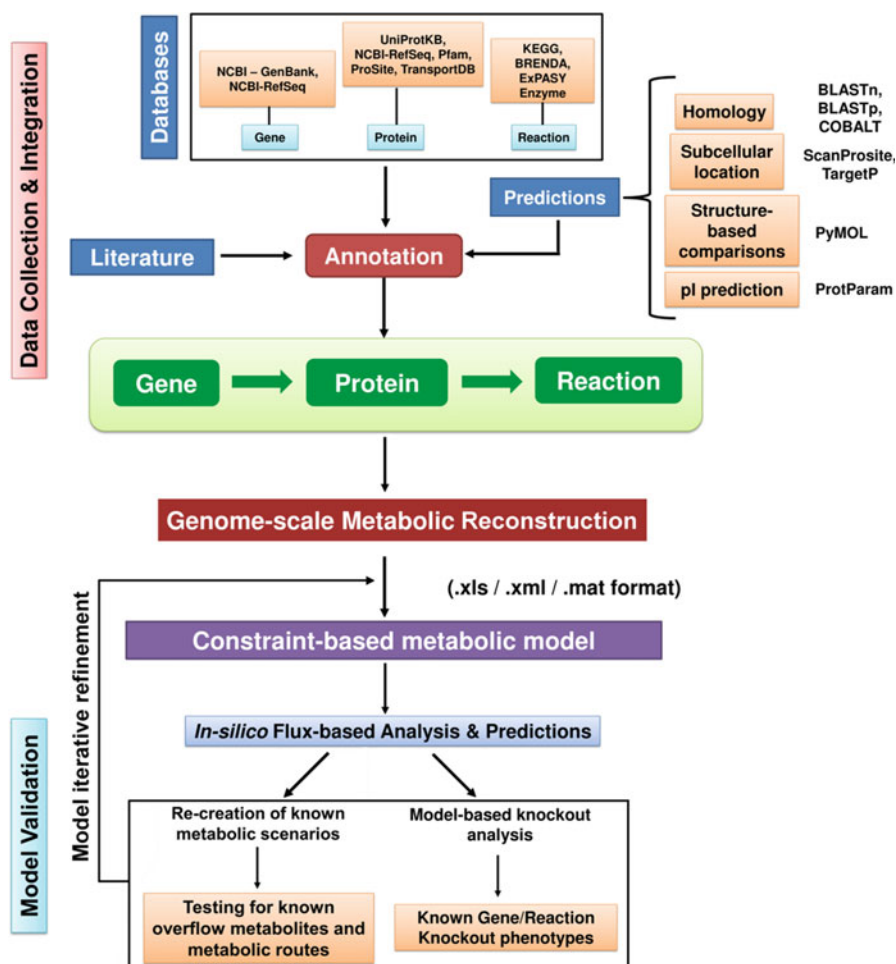 Data Collection & Integration
Databases
NCBI – GenBank,
NCBI-RefSeq
Gene
UniProtKB,
NCBI-RefSeq, Pfam,
ProSite, TransportDB
Protein
KEGG,
BRENDA,
ExPASY
Enzyme
Reaction
Predictions
Homology
BLASTn,
BLASTp,
COBALT
Subcellular
location
ScanProsite,
TargetP
Structure-
based
comparisons
PyMOL
pI prediction
ProtParam
Literature
Annotation
Gene
Protein
Reaction
Genome-scale Metabolic Reconstruction
(.xls / .xml / .mat format)
Constraint-based metabolic model
Model Validation
Model iterative refinement
In-silico Flux-based Analysis & Predictions
Re-creation of known
metabolic scenarios
Model-based knockout
analysis
Testing for known
overflow metabolites and
metabolic routes
Known Gene/Reaction
Knockout phenotypes